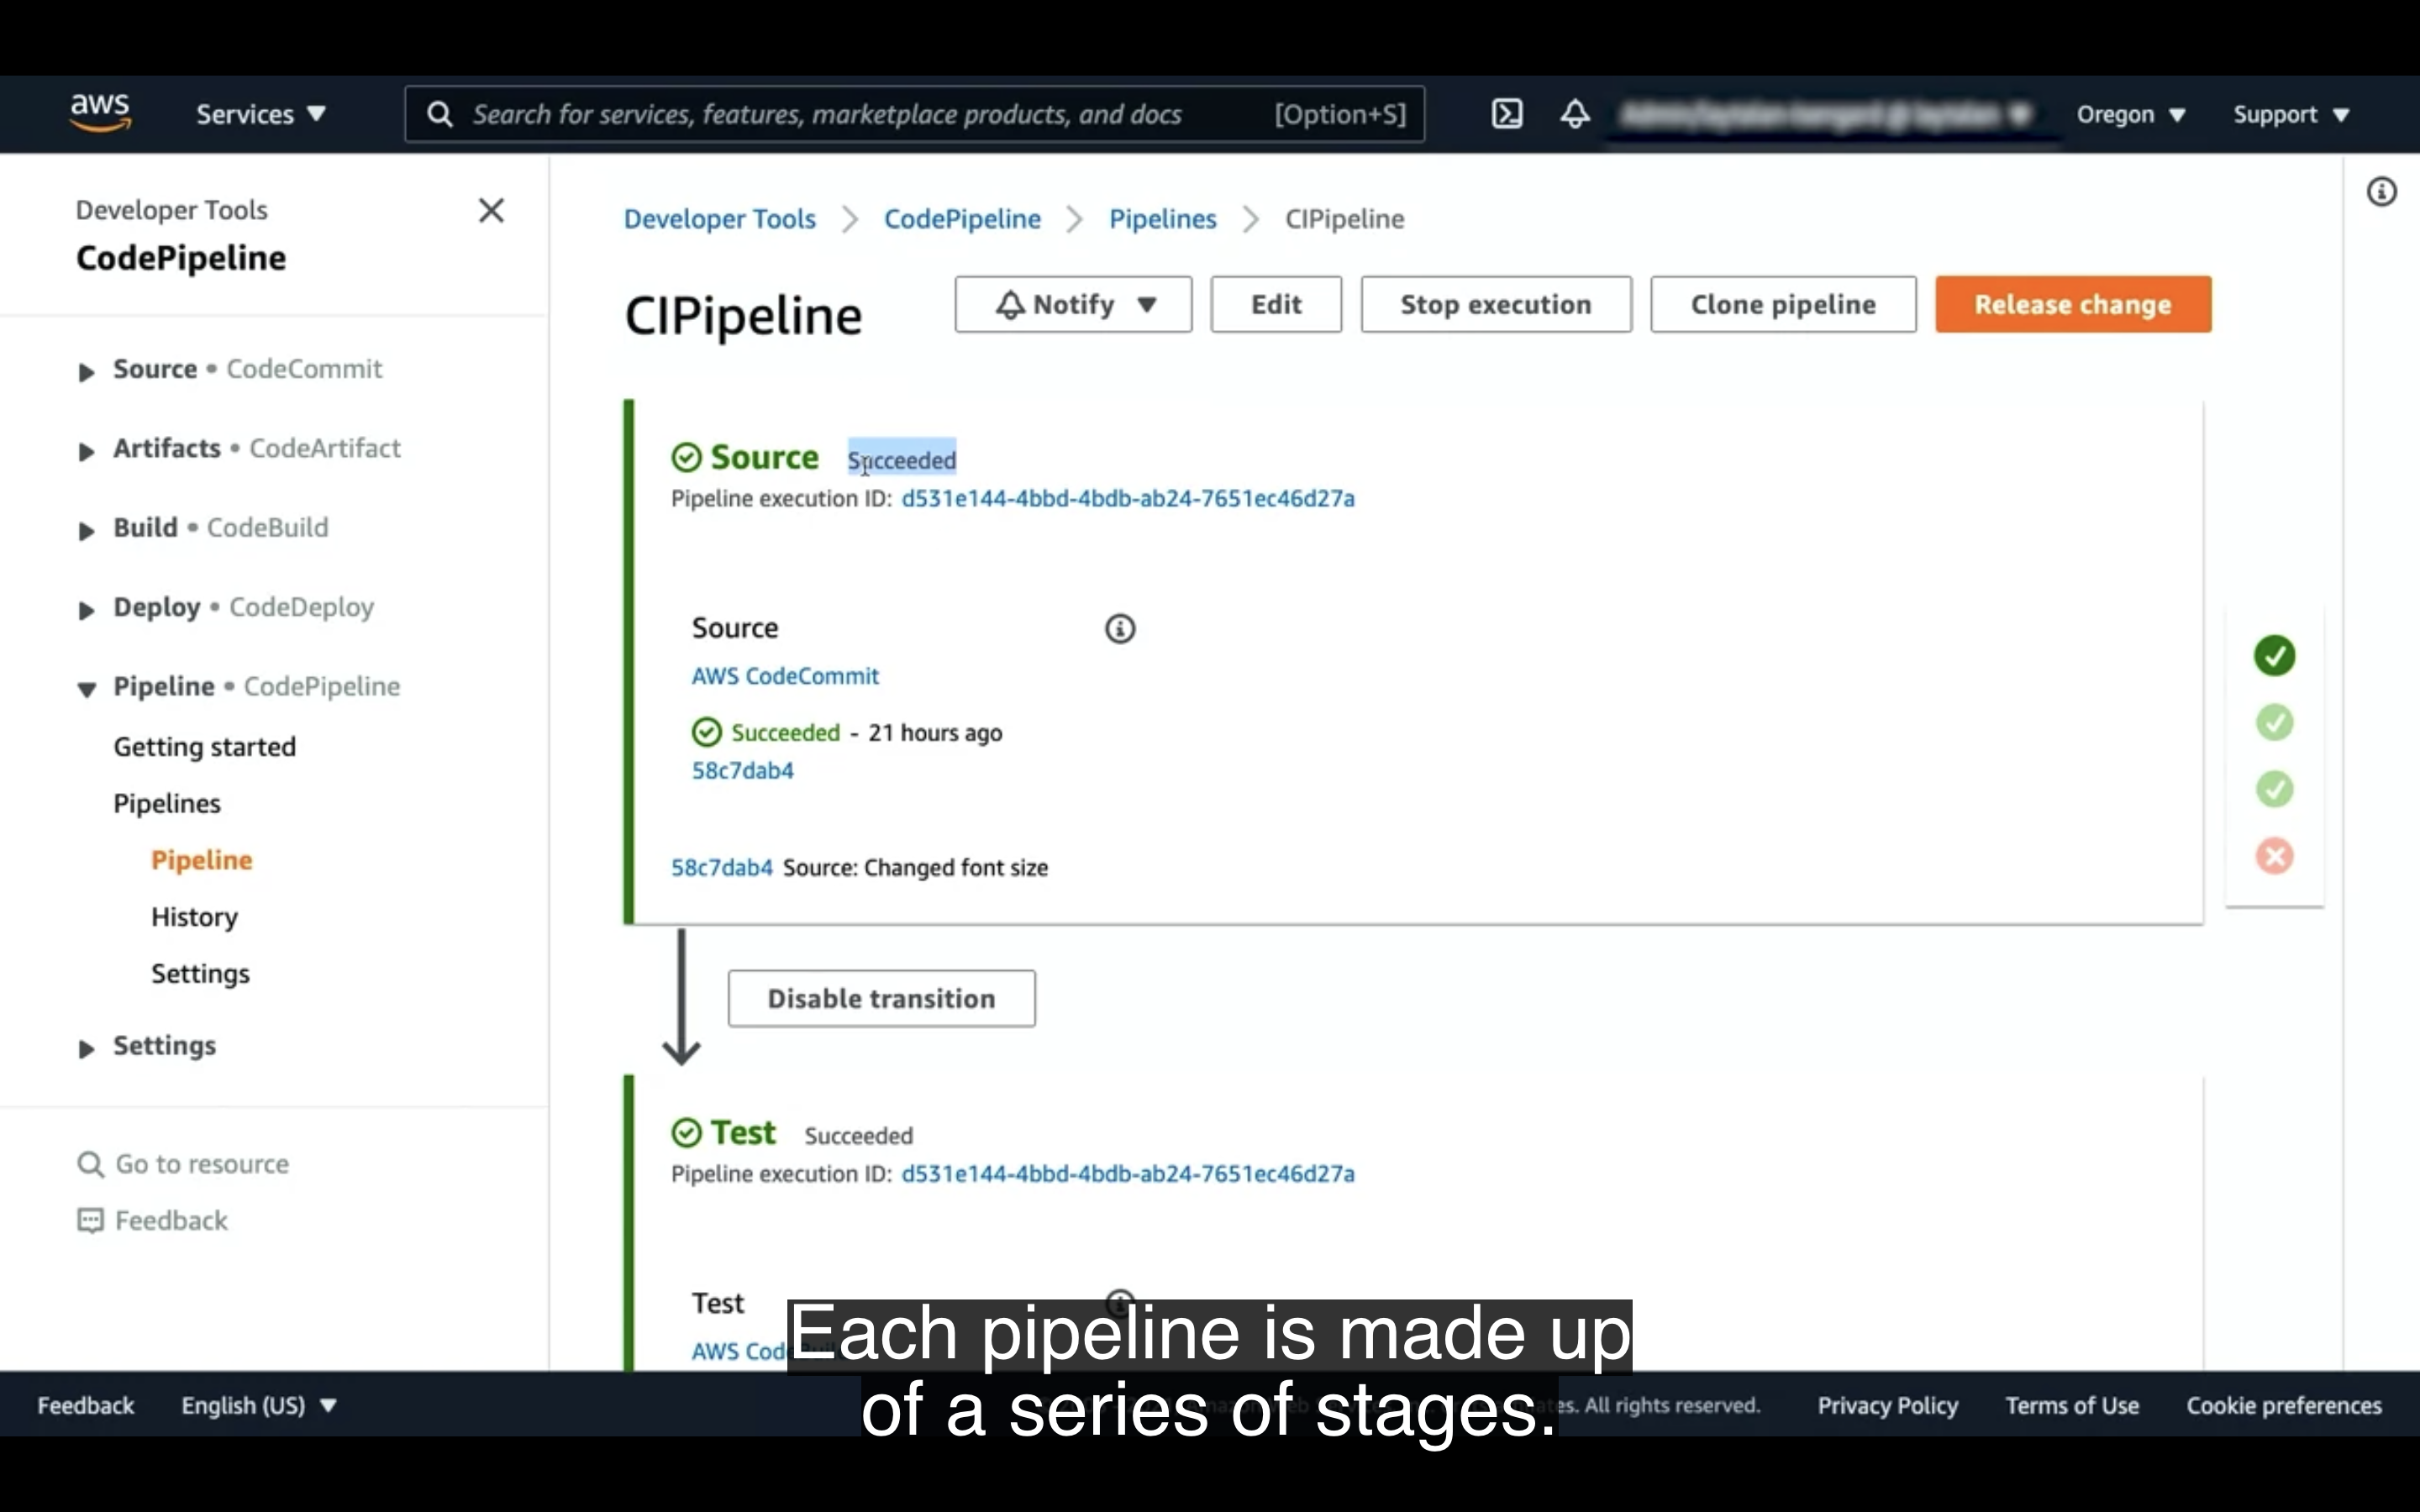 aws
Services
Search for services, features, marketplace products, and docs
[Option+S]
Oregon
Support
Developer Tools
CodePipeline
Source • CodeCommit
Artifacts • CodeArtifact
Build • CodeBuild
Deploy • CodeDeploy
Pipeline • CodePipeline
Getting started
Pipelines
Pipeline
History
Settings
Settings
Go to resource
Feedback
Developer Tools
CodePipeline
Pipelines
CIPipeline
CIPipeline
Notify
Edit
Stop execution
Clone pipeline
Release change
Source Succeeded
Pipeline execution ID: d531e144-4bbd-4bdb-ab24-7651ec46d27a
Source
AWS CodeCommit
Succeeded - 21 hours ago
58c7dab4
58c7dab4 Source: Changed font size
Disable transition
Test Succeeded
Pipeline execution ID: d531e144-4bbd-4bdb-ab24-7651ec46d27a
Test
AWS
Each pipeline is made up
of a series of stages.
Feedback
English (US)
All rights reserved.
Privacy Policy
Terms of Use
Cookie preferences